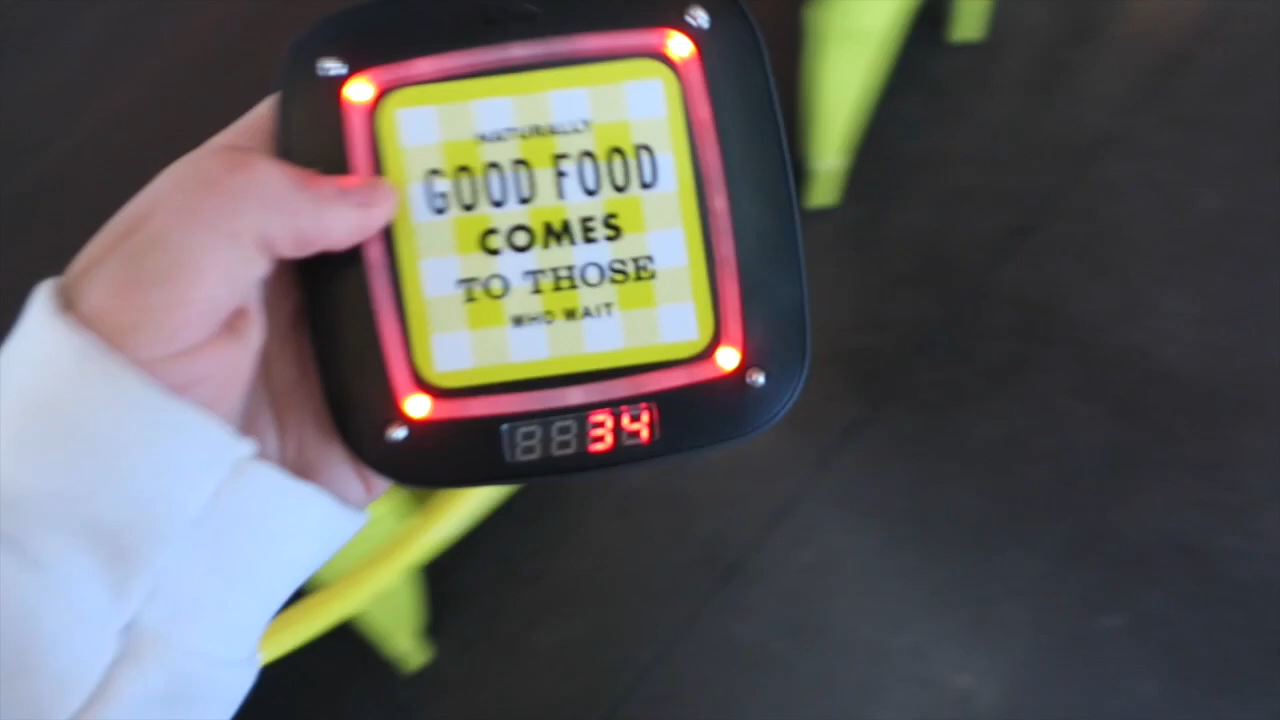 NATURALLY
GOOD FOOD
COMES
TO THOSE
WHO WAIT
34